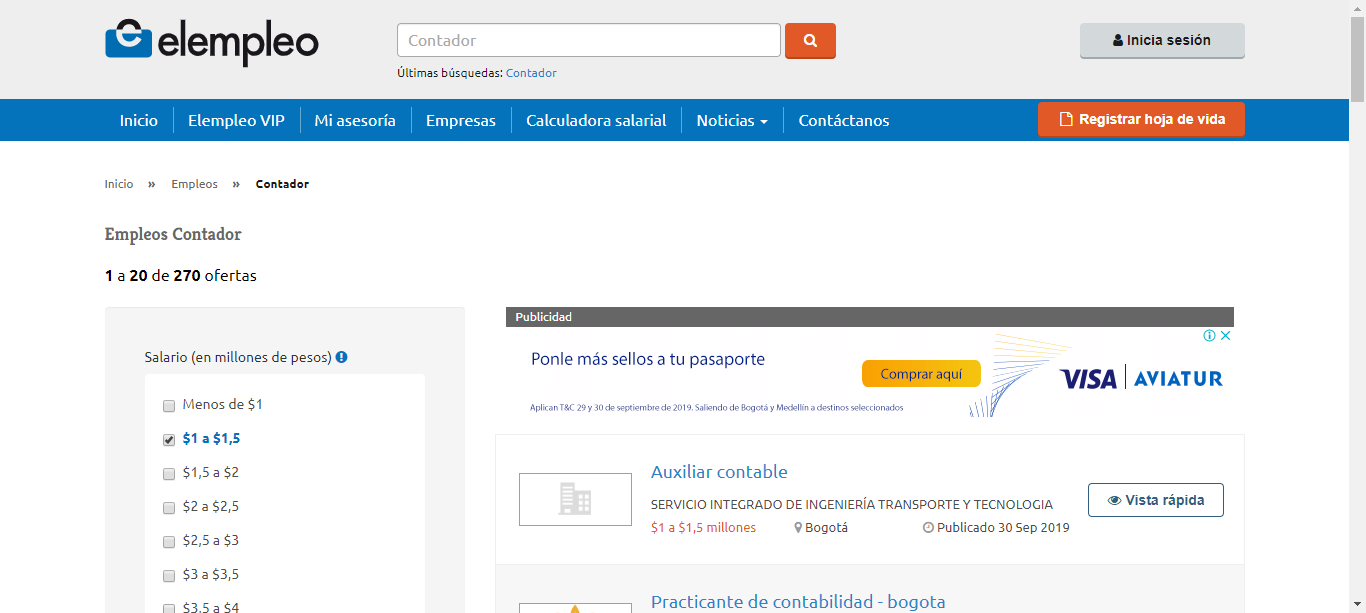 elempleo
Contador
Inicia sesión
Últimas búsquedas: Contador
Inicio
Elempleo VIP
Mi asesoría
Empresas
Calculadora salarial
Noticias
Contáctanos
Registrar hoja de vida
Inicio » Empleos » Contador
Empleos Contador
1 a 20 de 270 ofertas
Salario (en millones de pesos)
Menos de $1
$1 a $1,5
$1,5 a $2
$2 a $2,5
$2,5 a $3
$3 a $3,5
$3,5 a $4
Publicidad
Ponle más sellos a tu pasaporte
Comprar aquí
VISA AVIATUR
Aplican T&C 29 y 30 de septiembre de 2019. Saliendo de Bogotá y Medellín a destinos seleccionados
Auxiliar contable
SERVICIO INTEGRADO DE INGENIERÍA TRANSPORTE Y TECNOLOGIA
$1 a $1,5 millones Bogotá Publicado 30 Sep 2019
Vista rápida
Practicante de contabilidad - bogota